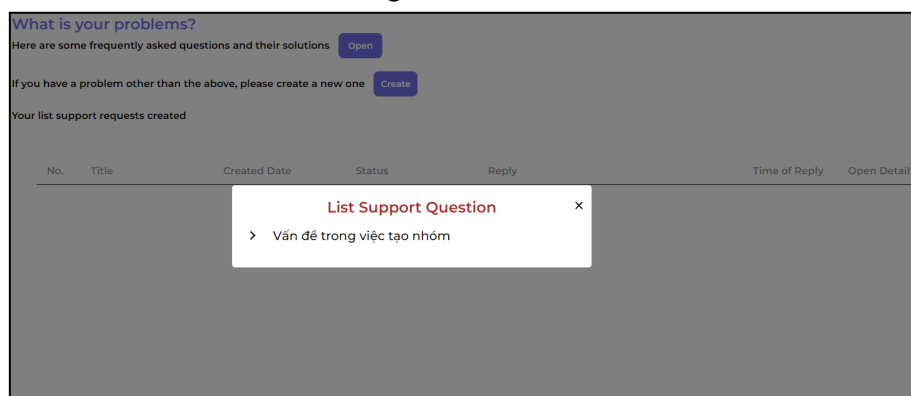 What is your problems?
Here are some frequently asked questions and their solutions Open
If you have a problem other than the above, please create a new one Create
Your list support requests created
No. Title Created Date Status Reply Time of Reply Open Detail
List Support Question ×
> Vấn đề trong việc tạo nhóm